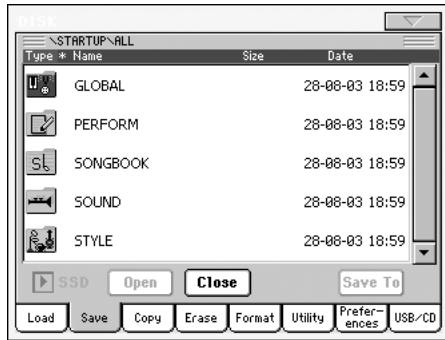 DISK
\STARTUP\ALL
Type * Name Size Date
GLOBAL 28-08-03 18:59
PERFORM 28-08-03 18:59
SONGBOOK 28-08-03 18:59
SOUND 28-08-03 18:59
STYLE 28-08-03 18:59
SSD Open Close Save To
Load Save Copy Erase Format Utility Prefer-
ences USB/CD